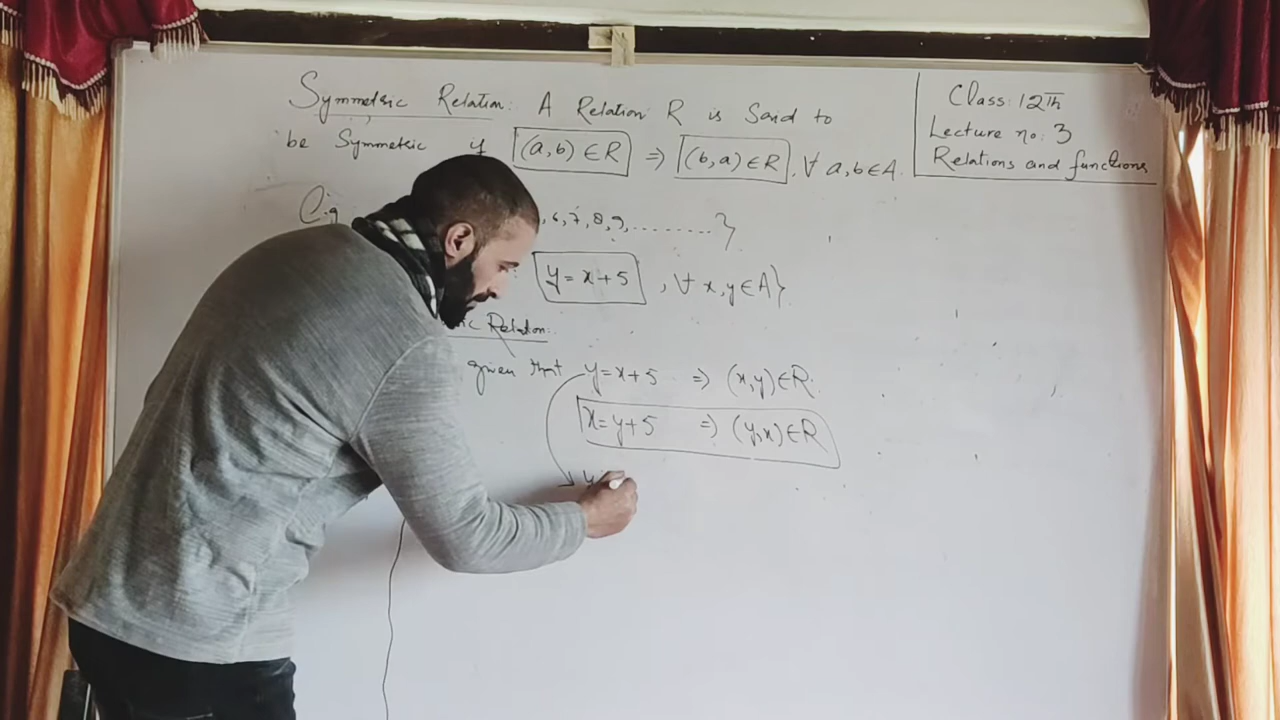 Symmetric Relation: A Relation R is Said to
be Symmetric if (a,b) ∈ R ⇒ (b,a) ∈ R, ∀ a, b ∈ A.
Class: 12th
Lecture no: 3
Relations and functions
E.g ,6,7,8,9,.........}
y = x+5 , ∀ x,y ∈ A}
ic Relation:
given that y = x+5 ⇒ (x,y) ∈ R.
x = y+5 ⇒ (y,x) ∈ R
y